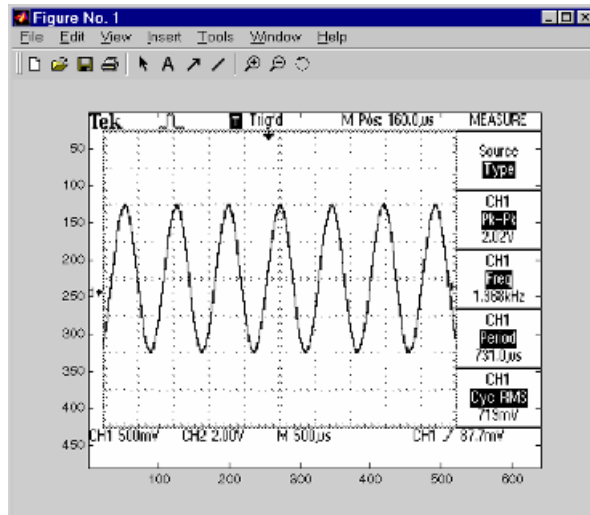 Figure No. 1
File Edit View Insert Tools Window Help
Tek Trig'd M Pos: 160.0µs MEASURE
Source
Type
CH1
Pk-Pk
2.02V
CH1
Freq
1.368kHz
CH1
Period
731.0µs
CH1
Cyc RMS
719mV
CH1 500mV CH2 2.00V M 500µs CH1 87.7mV
50
100
150
200
250
300
350
400
450
100 200 300 400 500 600